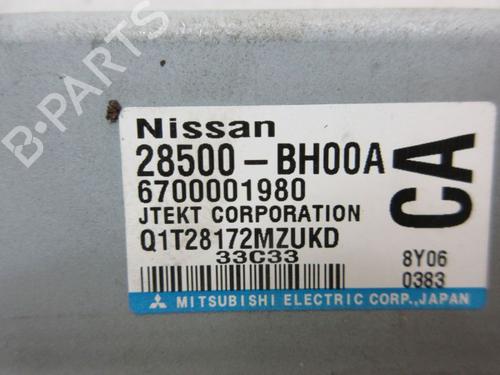 B-PARTS
Nissan
28500-BH00A
6700001980
JTEKT CORPORATION
Q1T28172MZUKD
33C33
CA
8Y06
0383
MITSUBISHI ELECTRIC CORP.,JAPAN